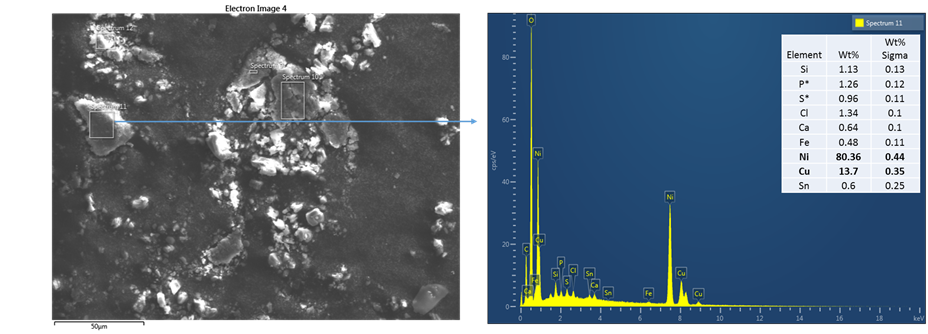 Electron Image 4
Spectrum 12
Spectrum
Spectrum 10
Spectrum 11
50µm
Spectrum 11
cps/eV
80
60
40
20
0
O
Ni
Cu
C
Fe
Ca
Si
P
S
Cl
Sn
Ca
Sn
Fe
Ni
Cu
Cu
0 2 4 6 8 10 12 14 16 18 keV
Element Wt% Wt% Sigma
Si 1.13 0.13
P* 1.26 0.12
S* 0.96 0.11
Cl 1.34 0.1
Ca 0.64 0.1
Fe 0.48 0.11
Ni 80.36 0.44
Cu 13.7 0.35
Sn 0.6 0.25